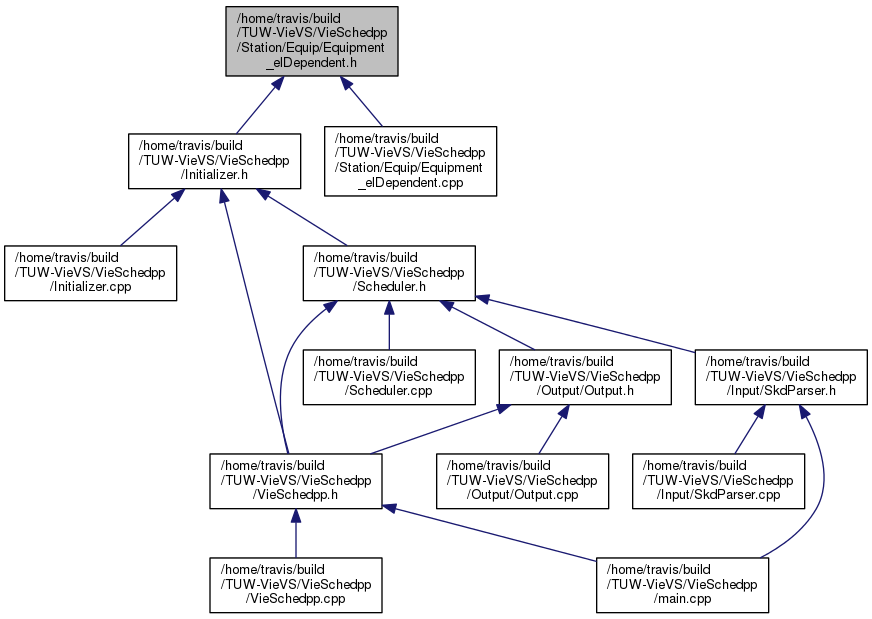 /home/travis/build
/TUW-VieVS/VieSchedpp
/Station/Equip/Equipment
_elDependent.h
/home/travis/build
/TUW-VieVS/VieSchedpp
/Initializer.h
/home/travis/build
/TUW-VieVS/VieSchedpp
/Station/Equip/Equipment
_elDependent.cpp
/home/travis/build
/TUW-VieVS/VieSchedpp
/Initializer.cpp
/home/travis/build
/TUW-VieVS/VieSchedpp
/Scheduler.h
/home/travis/build
/TUW-VieVS/VieSchedpp
/Scheduler.cpp
/home/travis/build
/TUW-VieVS/VieSchedpp
/Output/Output.h
/home/travis/build
/TUW-VieVS/VieSchedpp
/Input/SkdParser.h
/home/travis/build
/TUW-VieVS/VieSchedpp
/VieSchedpp.h
/home/travis/build
/TUW-VieVS/VieSchedpp
/Output/Output.cpp
/home/travis/build
/TUW-VieVS/VieSchedpp
/Input/SkdParser.cpp
/home/travis/build
/TUW-VieVS/VieSchedpp
/VieSchedpp.cpp
/home/travis/build
/TUW-VieVS/VieSchedpp
/main.cpp